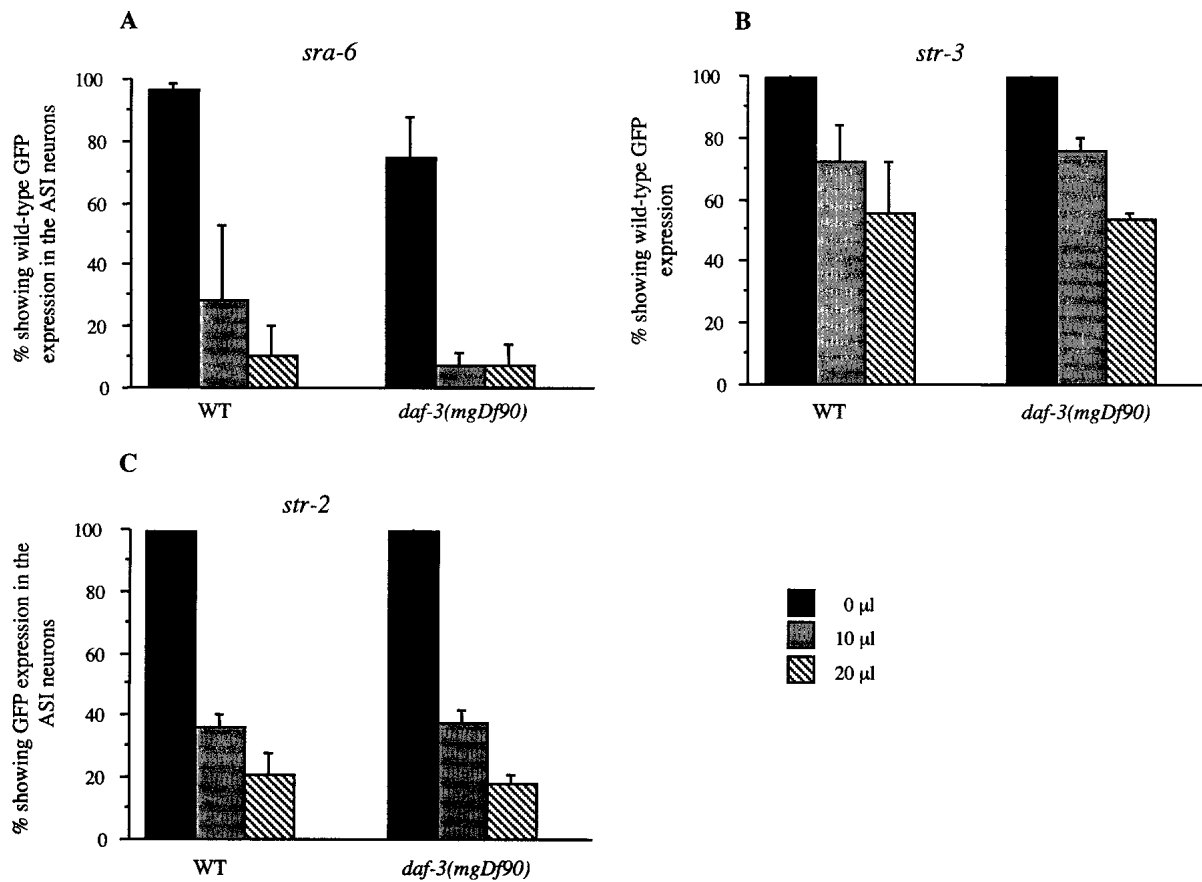 A
sra-6
% showing wild-type GFP
expression in the ASI neurons
100
80
60
40
20
0
WT
daf-3(mgDf90)
B
str-3
% showing wild-type GFP
expression
100
80
60
40
20
0
WT
daf-3(mgDf90)
C
str-2
% showing GFP expression in the
ASI neurons
100
80
60
40
20
0
WT
daf-3(mgDf90)
0 µl
10 µl
20 µl